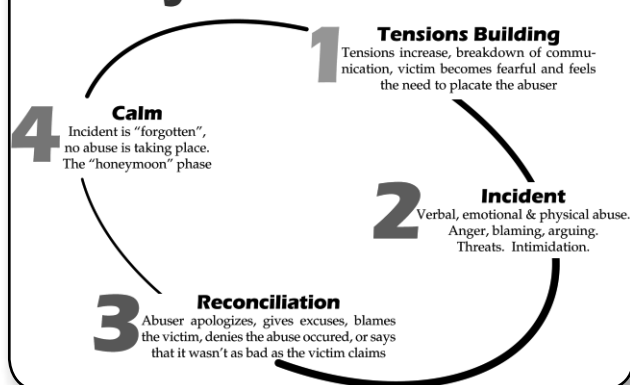 1
Tensions Building
Tensions increase, breakdown of commu-
nication, victim becomes fearful and feels
the need to placate the abuser
2
Incident
Verbal, emotional & physical abuse.
Anger, blaming, arguing.
Threats. Intimidation.
3
Reconciliation
Abuser apologizes, gives excuses, blames
the victim, denies the abuse occured, or says
that it wasn't as bad as the victim claims
4
Calm
Incident is “forgotten”,
no abuse is taking place.
The “honeymoon” phase